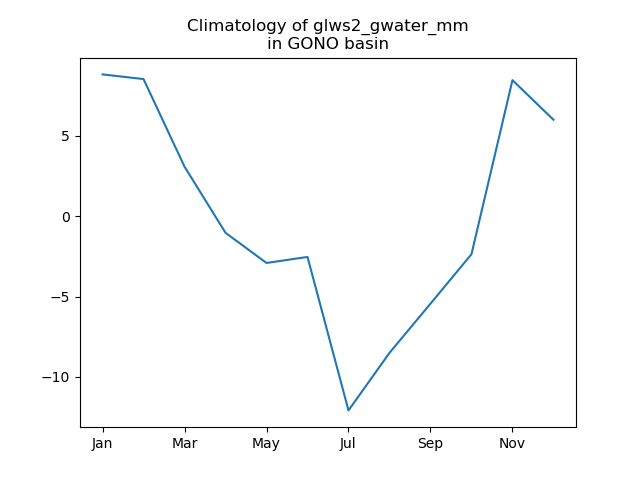 Climatology of glws2_gwater_mm
in GONO basin
5
0
−5
−10
Jan
Mar
May
Jul
Sep
Nov